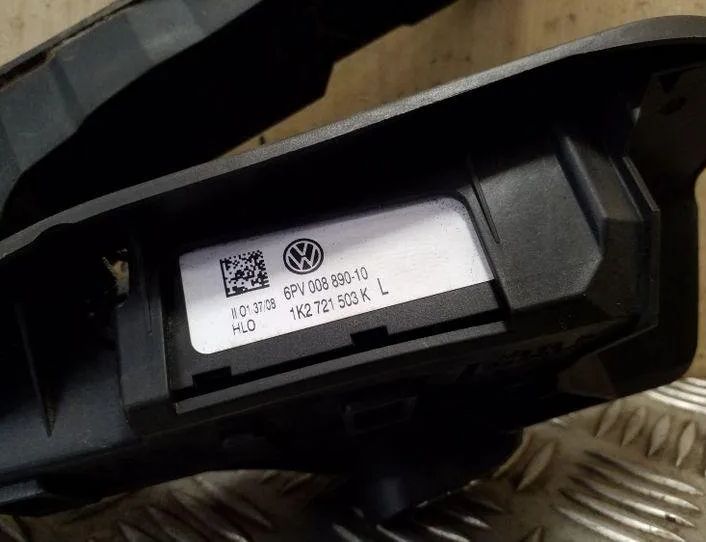 6PV 008 890-10
II 01 37/08
1K2 721 503 K L
HLO